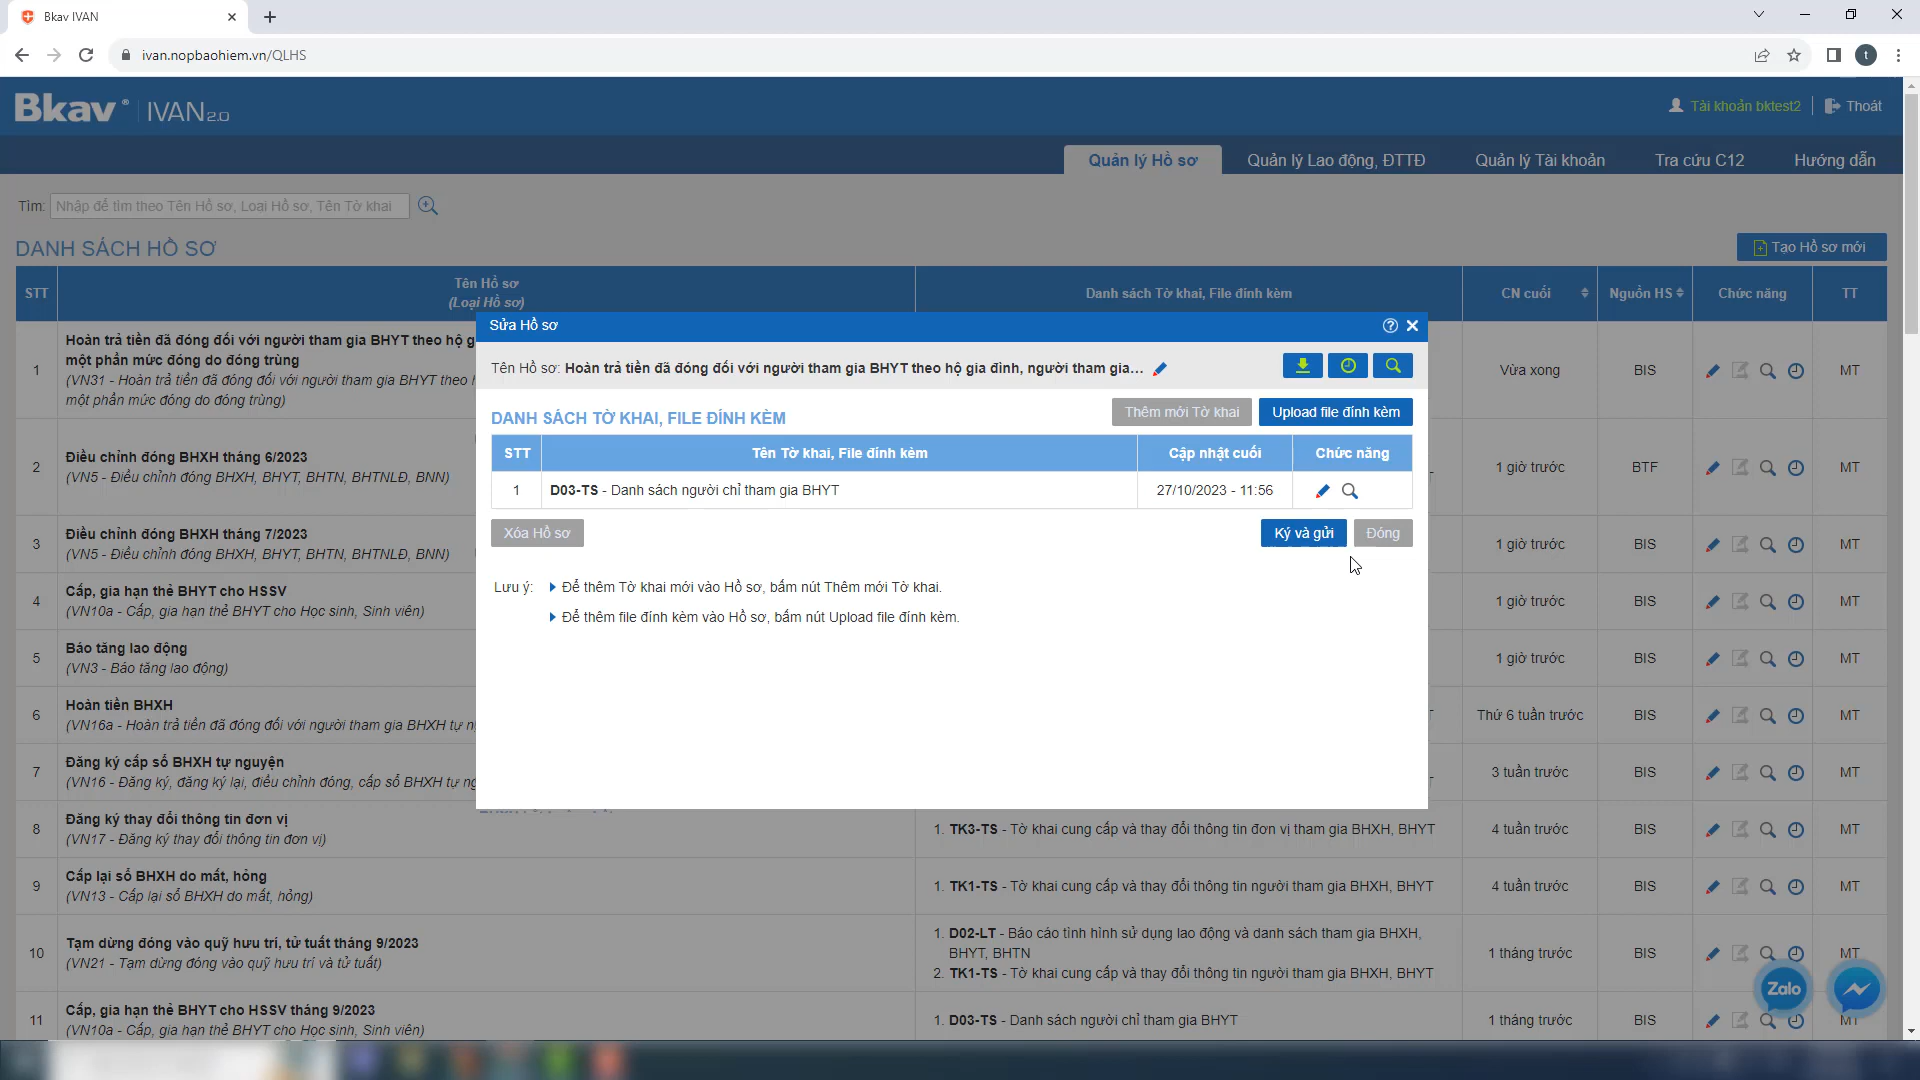 Bkav IVAN
ivan.nopbaohiem.vn/QLHS
t
Bkav ® IVAN 2.0
Tài khoản bktest2
Thoát
Quản lý Hồ sơ
Quản lý Lao động, ĐTTĐ
Quản lý Tài khoản
Tra cứu C12
Hướng dẫn
Tìm: Nhập để tìm theo Tên Hồ sơ, Loại Hồ sơ, Tên Tờ khai
DANH SÁCH HỒ SƠ
Tạo Hồ sơ mới
STT
Tên Hồ sơ
(Loại Hồ sơ)
Danh sách Tờ khai, File đính kèm
CN cuối
Nguồn HS
Chức năng
TT
Sửa Hồ sơ
Tên Hồ sơ: Hoàn trả tiền đã đóng đối với người tham gia BHYT theo hộ gia đình, người tham gia...
DANH SÁCH TỜ KHAI, FILE ĐÍNH KÈM
Thêm mới Tờ khai
Upload file đính kèm
STT
Tên Tờ khai, File đính kèm
Cập nhật cuối
Chức năng
1
D03-TS - Danh sách người chỉ tham gia BHYT
27/10/2023 - 11:56
Xóa Hồ sơ
Ký và gửi
Đóng
Lưu ý:
Để thêm Tờ khai mới vào Hồ sơ, bấm nút Thêm mới Tờ khai.
Để thêm file đính kèm vào Hồ sơ, bấm nút Upload file đính kèm.
1
Hoàn trả tiền đã đóng đối với người tham gia BHYT theo hộ g
một phần mức đóng do đóng trùng
(VN31 - Hoàn trả tiền đã đóng đối với người tham gia BHYT theo
một phần mức đóng do đóng trùng)
Vừa xong
BIS
MT
2
Điều chỉnh đóng BHXH tháng 6/2023
(VN5 - Điều chỉnh đóng BHXH, BHYT, BHTN, BHTNLĐ, BNN)
1 giờ trước
BTF
MT
3
Điều chỉnh đóng BHXH tháng 7/2023
(VN5 - Điều chỉnh đóng BHXH, BHYT, BHTN, BHTNLĐ, BNN)
1 giờ trước
BIS
MT
4
Cấp, gia hạn thẻ BHYT cho HSSV
(VN10a - Cấp, gia hạn thẻ BHYT cho Học sinh, Sinh viên)
1 giờ trước
BIS
MT
5
Báo tăng lao động
(VN3 - Báo tăng lao động)
1 giờ trước
BIS
MT
6
Hoàn tiền BHXH
(VN16a - Hoàn trả tiền đã đóng đối với người tham gia BHXH tự
Thứ 6 tuần trước
BIS
MT
7
Đăng ký cấp sổ BHXH tự nguyện
(VN16 - Đăng ký, đăng ký lại, điều chỉnh đóng, cấp sổ BHXH tự
3 tuần trước
BIS
MT
8
Đăng ký thay đổi thông tin đơn vị
(VN17 - Đăng ký thay đổi thông tin đơn vị)
1. TK3-TS - Tờ khai cung cấp và thay đổi thông tin đơn vị tham gia BHXH, BHYT
4 tuần trước
BIS
MT
9
Cấp lại sổ BHXH do mất, hỏng
(VN13 - Cấp lại sổ BHXH do mất, hỏng)
1. TK1-TS - Tờ khai cung cấp và thay đổi thông tin người tham gia BHXH, BHYT
4 tuần trước
BIS
MT
10
Tạm dừng đóng vào quỹ hưu trí, tử tuất tháng 9/2023
(VN21 - Tạm dừng đóng vào quỹ hưu trí và tử tuất)
1. D02-LT - Báo cáo tình hình sử dụng lao động và danh sách tham gia BHXH,
BHYT, BHTN
2. TK1-TS - Tờ khai cung cấp và thay đổi thông tin người tham gia BHXH, BHYT
1 tháng trước
BIS
MT
11
Cấp, gia hạn thẻ BHYT cho HSSV tháng 9/2023
(VN10a - Cấp, gia hạn thẻ BHYT cho Học sinh, Sinh viên)
1. D03-TS - Danh sách người chỉ tham gia BHYT
1 tháng trước
BIS
MT
Zalo